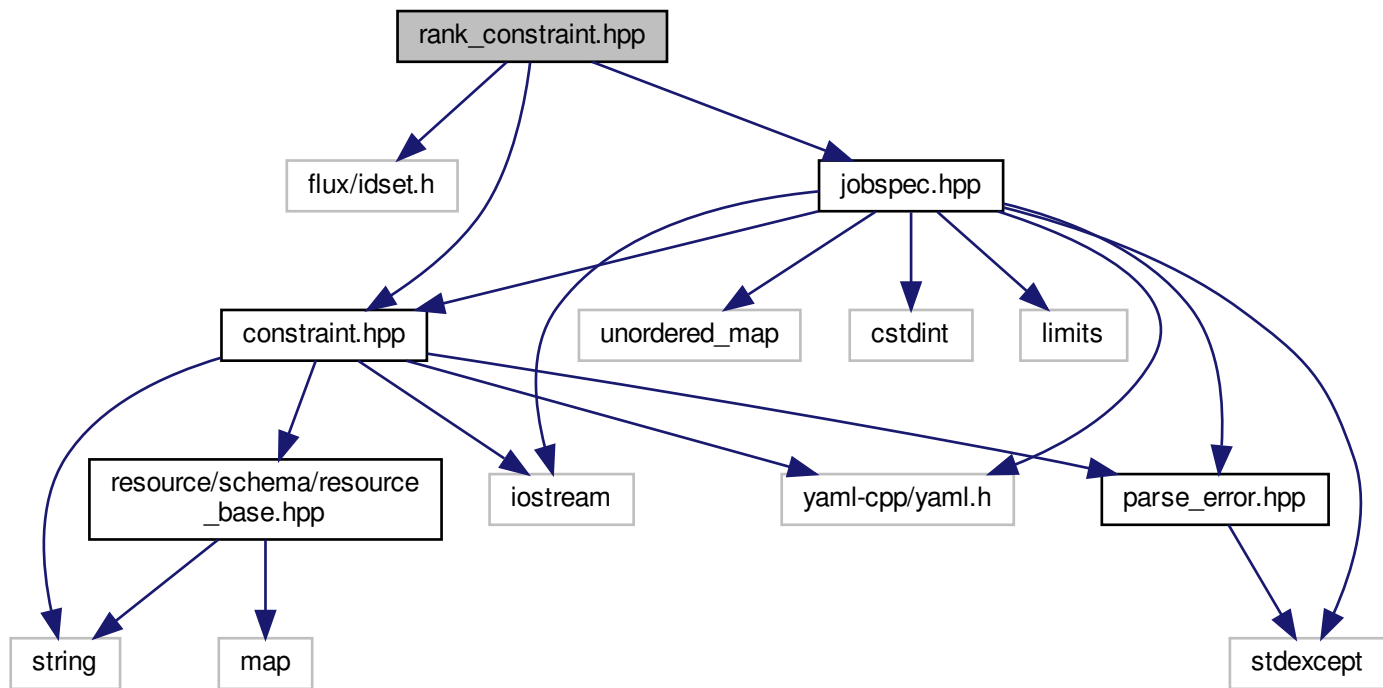 rank_constraint.hpp
flux/idset.h
jobspec.hpp
constraint.hpp
unordered_map
cstdint
limits
resource/schema/resource
_base.hpp
iostream
yaml-cpp/yaml.h
parse_error.hpp
string
map
stdexcept